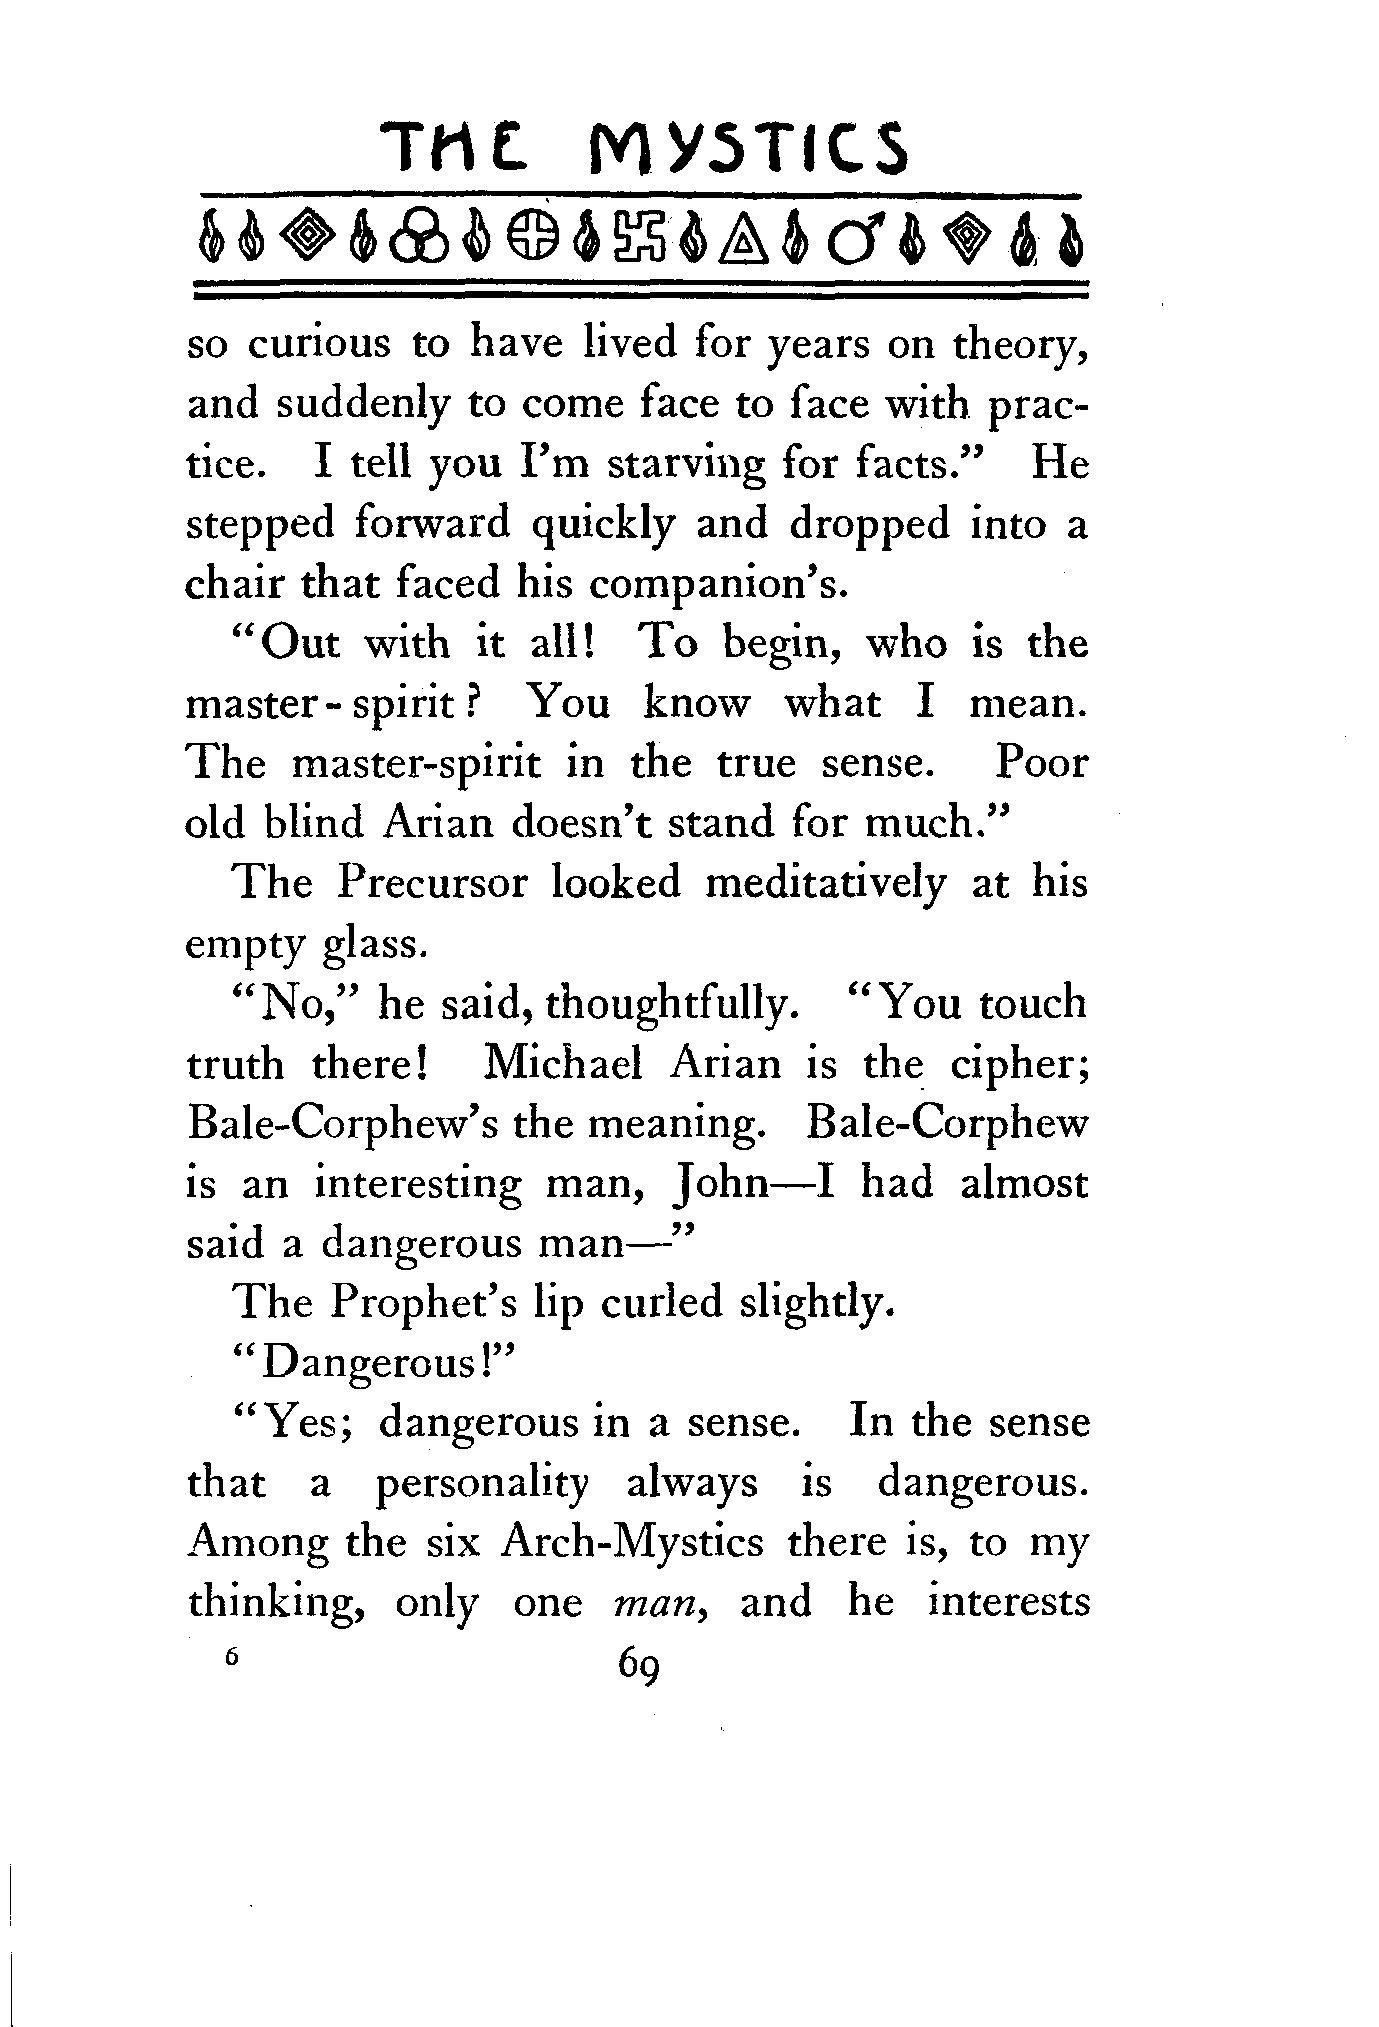 THE MYSTICS
so curious to have lived for years on theory,
and suddenly to come face to face with prac-
tice. I tell you I'm starving for facts." He
stepped forward quickly and dropped into a
chair that faced his companion's.
"Out with it all! To begin, who is the
master-spirit? You know what I mean.
The master-spirit in the true sense. Poor
old blind Arian doesn't stand for much."
The Precursor looked meditatively at his
empty glass.
"No," he said, thoughtfully. "You touch
truth there! Michael Arian is the cipher;
Bale-Corphew's the meaning. Bale-Corphew
is an interesting man, John—I had almost
said a dangerous man—"
The Prophet's lip curled slightly.
"Dangerous!"
"Yes; dangerous in a sense. In the sense
that a personality always is dangerous.
Among the six Arch-Mystics there is, to my
thinking, only one man, and he interests
6 69